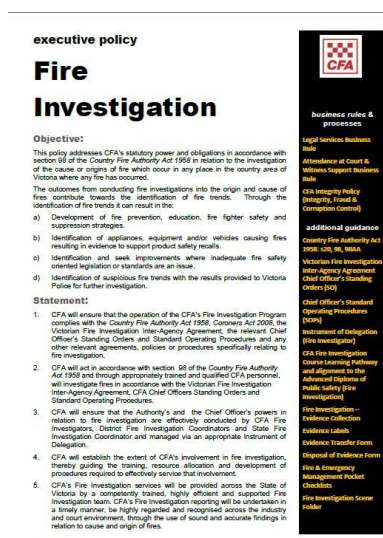 executive policy
Fire
Investigation
Objective:
This policy addresses CFA's statutory power and obligations in accordance with
section 98 of the Country Fire Authority Act 1958 in relation to the investigation
of the cause or origins of fire which occur in any place in the country area of
Victoria where any fire has occurred.
The outcomes from conducting fire investigations into the origin and cause of
fires contribute towards the identification of fire trends. Through the
identification of fire trends it can result in the;
a) Development of fire prevention, education, fire fighter safety and
suppression strategies.
b) Identification of appliances, equipment and/or vehicles causing fires
resulting in evidence to support product safety recalls.
c) Identification and seek improvements where inadequate fire safety
oriented legislation or standards are an issue.
d) Identification of suspicious fire trends with the results provided to Victoria
Police for further investigation.
Statement:
1. CFA will ensure that the operation of the CFA's Fire Investigation Program
complies with the Country Fire Authority Act 1958, Coroners Act 2008, the
Victorian Fire Investigation Inter-Agency Agreement, the relevant Chief
Officer's Standing Orders and Standard Operating Procedures and any
other relevant agreements, policies or procedures specifically relating to
fire investigation.
2. CFA will act in accordance with section 98 of the Country Fire Authority
Act 1958 and through appropriately trained and qualified CFA personnel,
will investigate fires in accordance with the Victorian Fire Investigation
Inter-Agency Agreement, CFA Chief Officers Standing Orders and
Standard Operating Procedures.
3. CFA will ensure that the Authority's and the Chief Officer's powers in
relation to fire investigation are effectively conducted by CFA Fire
Investigators, District Fire Investigation Coordinators and State Fire
Investigation Coordinator and managed via an appropriate Instrument of
Delegation.
4. CFA will establish the extent of CFA's involvement in fire investigation,
thereby guiding the training, resource allocation and development of
procedures required to effectively service that involvement.
5. CFA's Fire Investigation services will be provided across the State of
Victoria by a competently trained, highly efficient and supported Fire
Investigation team. CFA's Fire Investigation reporting will be undertaken in
a timely manner, be highly regarded and recognised across the industry
and court environment, through the use of sound and accurate findings in
relation to cause and origin of fires.
CFA
business rules &
processes
Legal Services Business
Rule
Attendance at Court &
Witness Support Business
Rule
CFA Integrity Policy
(Integrity, Fraud &
Corruption Control)
additional guidance
Country Fire Authority Act
1958: s20, 98, 98AA
Victorian Fire Investigation
Inter-Agency Agreement
Chief Officer's Standing
Orders (SO)
Chief Officer's Standard
Operating Procedures
(SOPs)
Instrument of Delegation
(Fire Investigator)
CFA Fire Investigation
Course Learning Pathway
and alignment to the
Advanced Diploma of
Public Safety (Fire
Investigation)
Fire Investigation –
Evidence Collection
Evidence Labels
Evidence Transfer Form
Disposal of Evidence Form
Fire & Emergency
Management Pocket
Checklists
Fire Investigation Scene
Folder